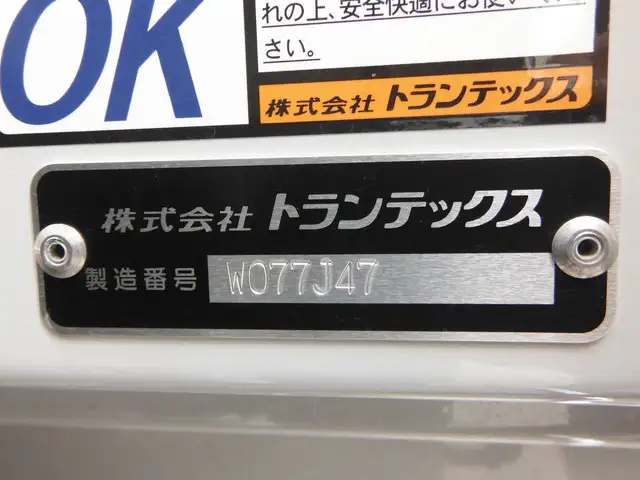 OK
れの上、安全快適にお使い
さい。
株式会社 トランテックス
株式会社 トランテックス
製造番号 W077J47